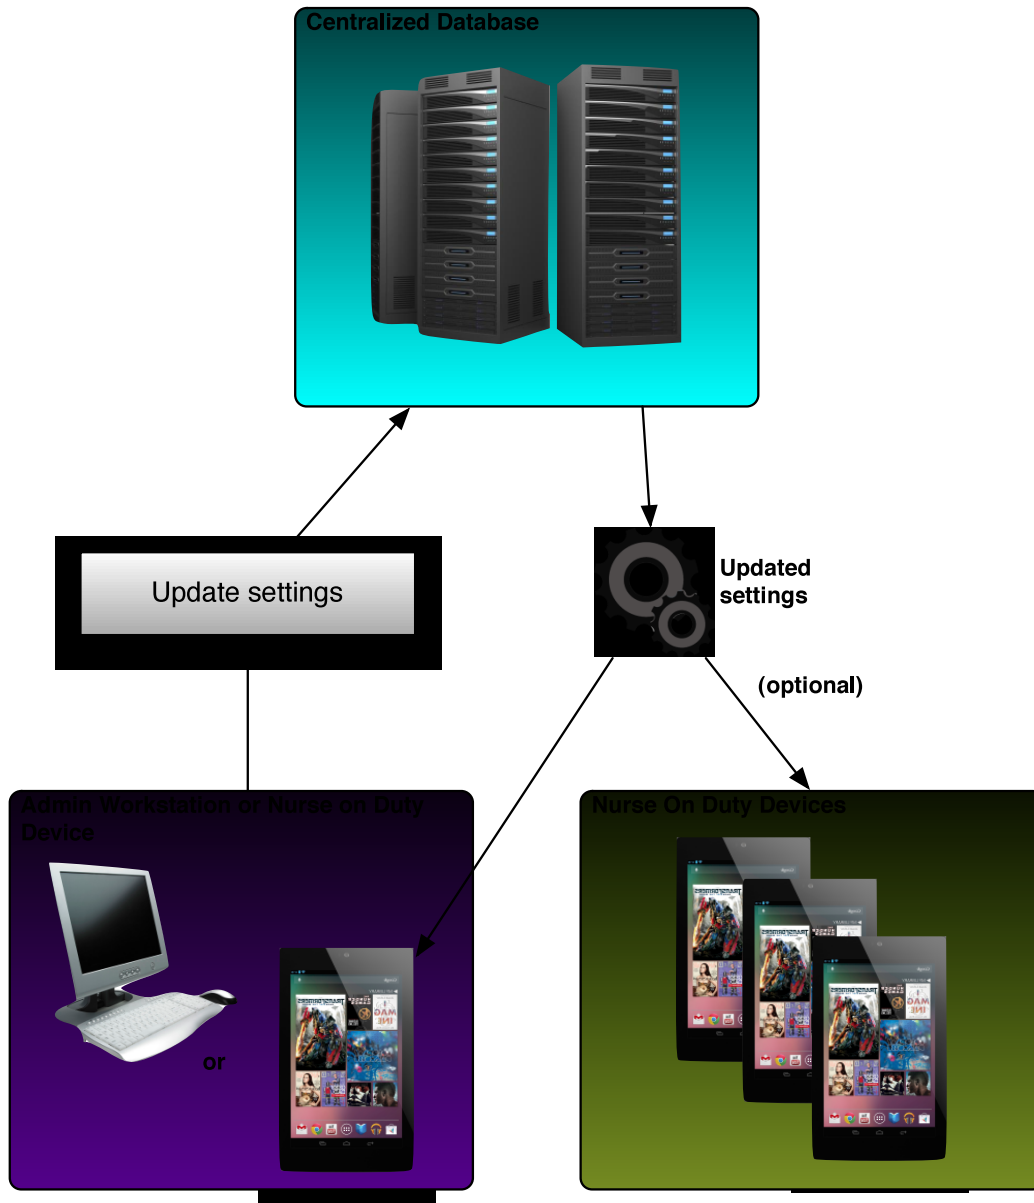 Centralized Database
Update settings
Updated
settings
(optional)
Admin Workstation or Nurse on Duty
Device
or
Nurse On Duty Devices